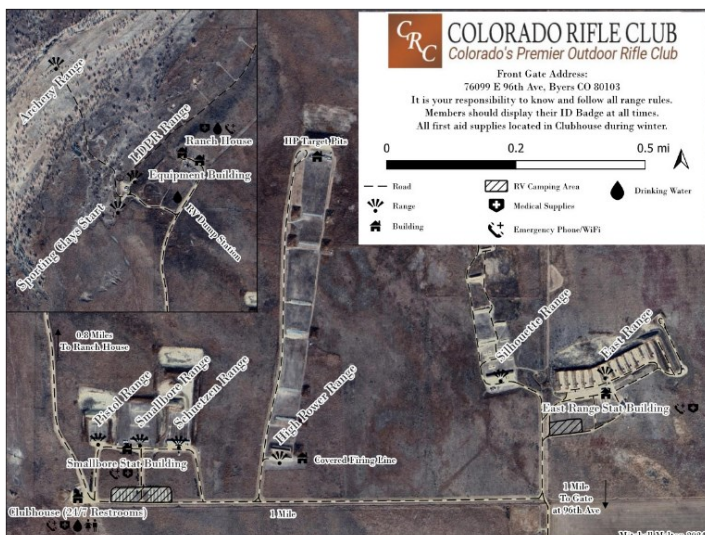 CRC
COLORADO RIFLE CLUB
Colorado's Premier Outdoor Rifle Club
Front Gate Address:
76099 E 96th Ave, Byers CO 80103
It is your responsibility to know and follow all range rules.
Members should display their ID Badge at all times.
All first aid supplies located in Clubhouse during winter.
0 0.2 0.5 mi
Road
Range
Building
RV Camping Area
Medical Supplies
Emergency Phone/WiFi
Drinking Water
Archery Range
LDPR Range
Ranch House
Equipment Building
Sporting Clays Start
RV Dump Station
HP Target Pits
0.8 Miles
To Ranch House
Pistol Range
Smallbore Range
Schuetzen Range
High Power Range
Silhouette Range
East Range
East Range Stat Building
Smallbore Stat Building
Covered Firing Line
Clubhouse (24/7 Restrooms)
1 Mile
1 Mile
To Gate
at 96th Ave